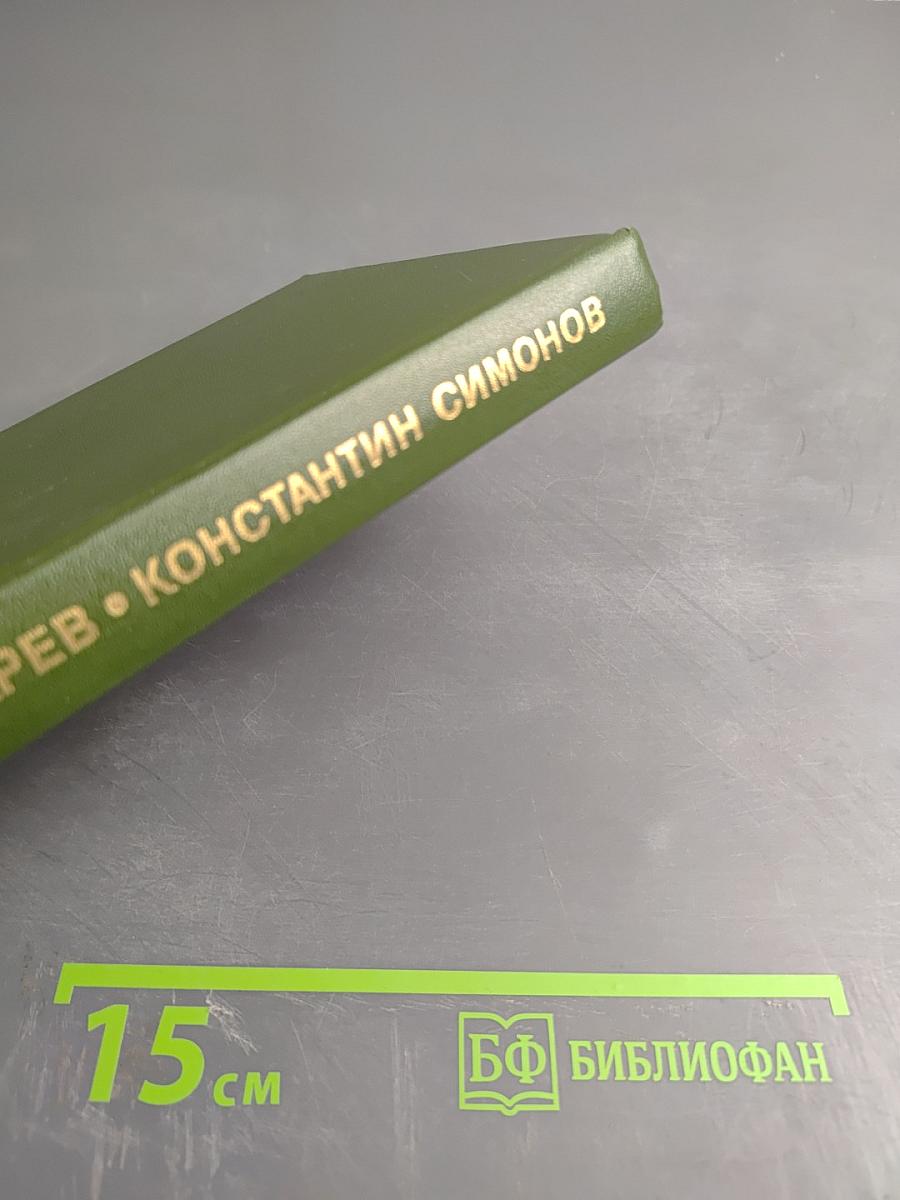 РЕВ • КОНСТАНТИН СИМОНОВ
15 см
БФ БИБЛИОФАН